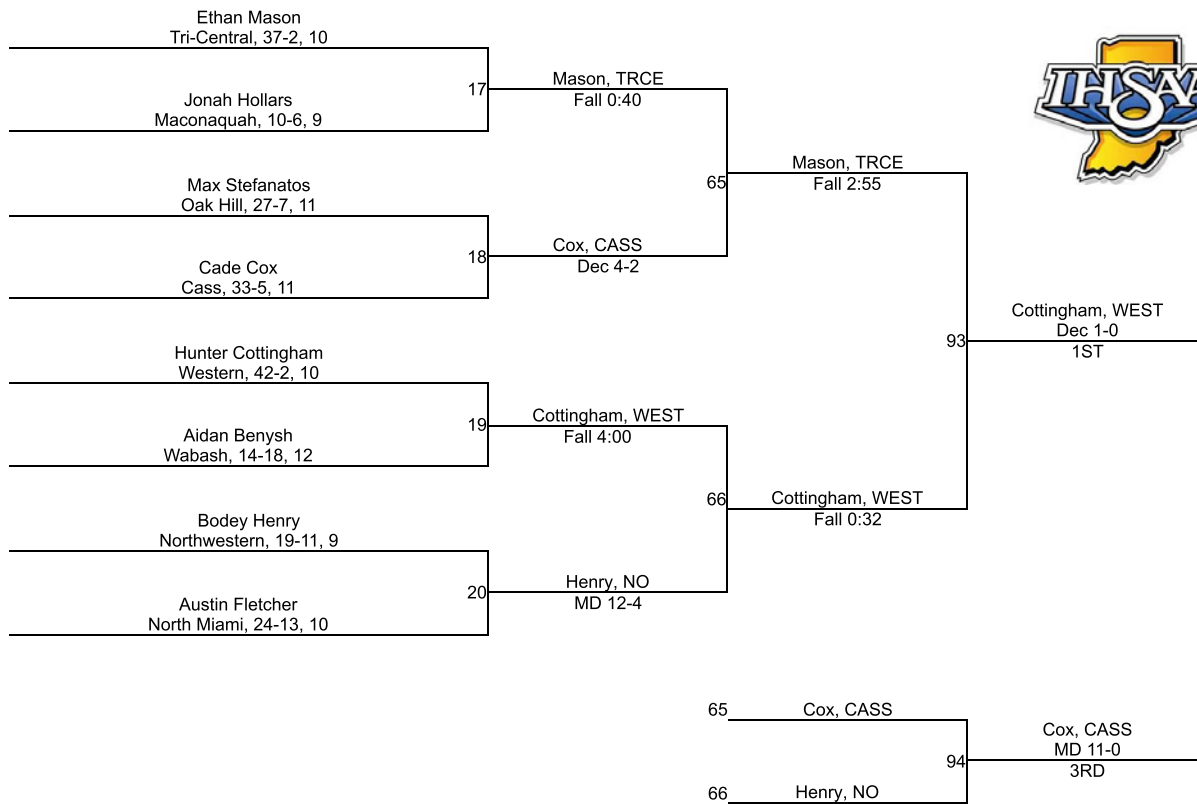 Ethan Mason
Tri-Central, 37-2, 10
Jonah Hollars
Maconaquah, 10-6, 9
Max Stefanatos
Oak Hill, 27-7, 11
Cade Cox
Cass, 33-5, 11
Hunter Cottingham
Western, 42-2, 10
Aidan Benysh
Wabash, 14-18, 12
Bodey Henry
Northwestern, 19-11, 9
Austin Fletcher
North Miami, 24-13, 10
17
Mason, TRCE
Fall 0:40
18
Cox, CASS
Dec 4-2
19
Cottingham, WEST
Fall 4:00
20
Henry, NO
MD 12-4
65
Mason, TRCE
Fall 2:55
66
Cottingham, WEST
Fall 0:32
93
Cottingham, WEST
Dec 1-0
1ST
65
Cox, CASS
66
Henry, NO
94
Cox, CASS
MD 11-0
3RD
IHSAA